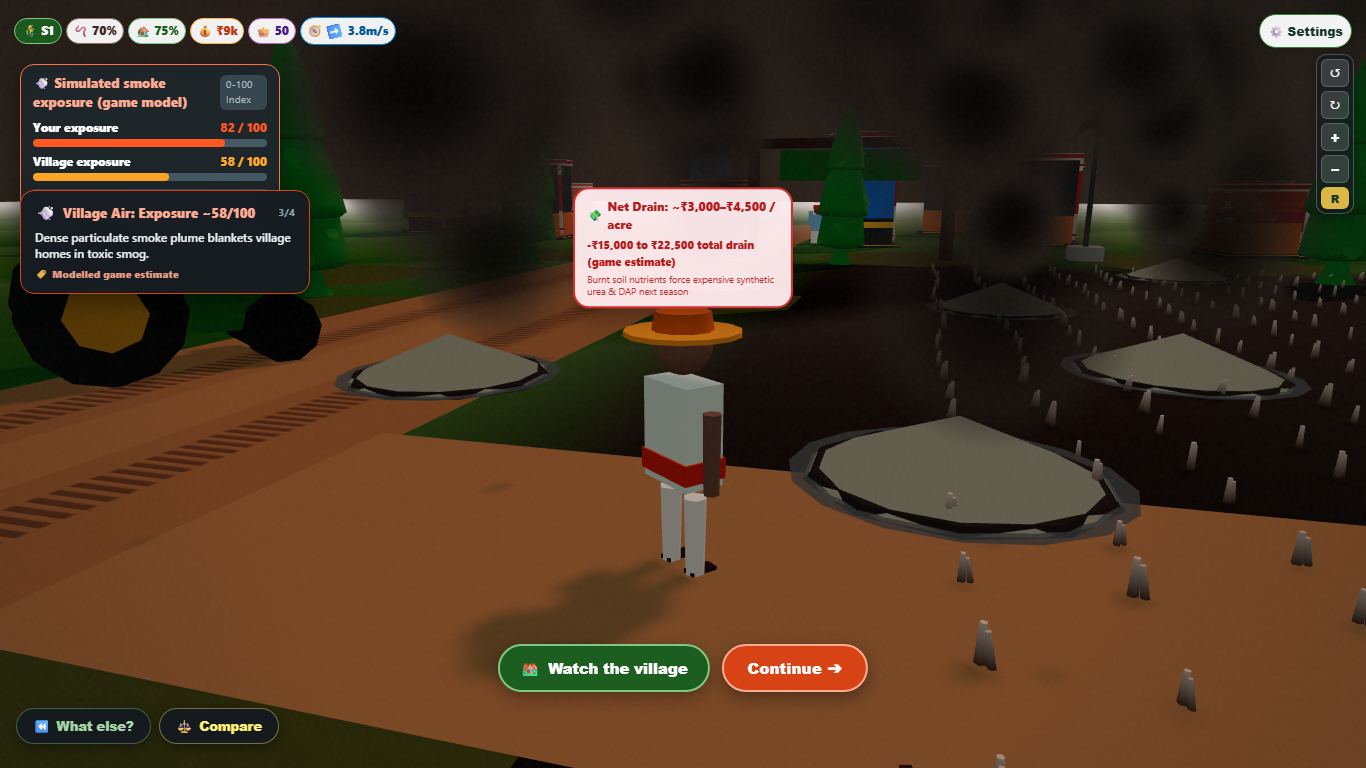 S1
70%
75%
₹9k
50
3.8m/s
Settings
Simulated smoke
exposure (game model)
0-100
Index
Your exposure
82 / 100
Village exposure
58 / 100
Village Air: Exposure ~58/100
3/4
Dense particulate smoke plume blankets village
homes in toxic smog.
Modelled game estimate
Net Drain: ~₹3,000–₹4,500 /
acre
-₹15,000 to ₹22,500 total drain
(game estimate)
Burnt soil nutrients force expensive synthetic
urea & DAP next season
R
Watch the village
Continue ➔
What else?
Compare